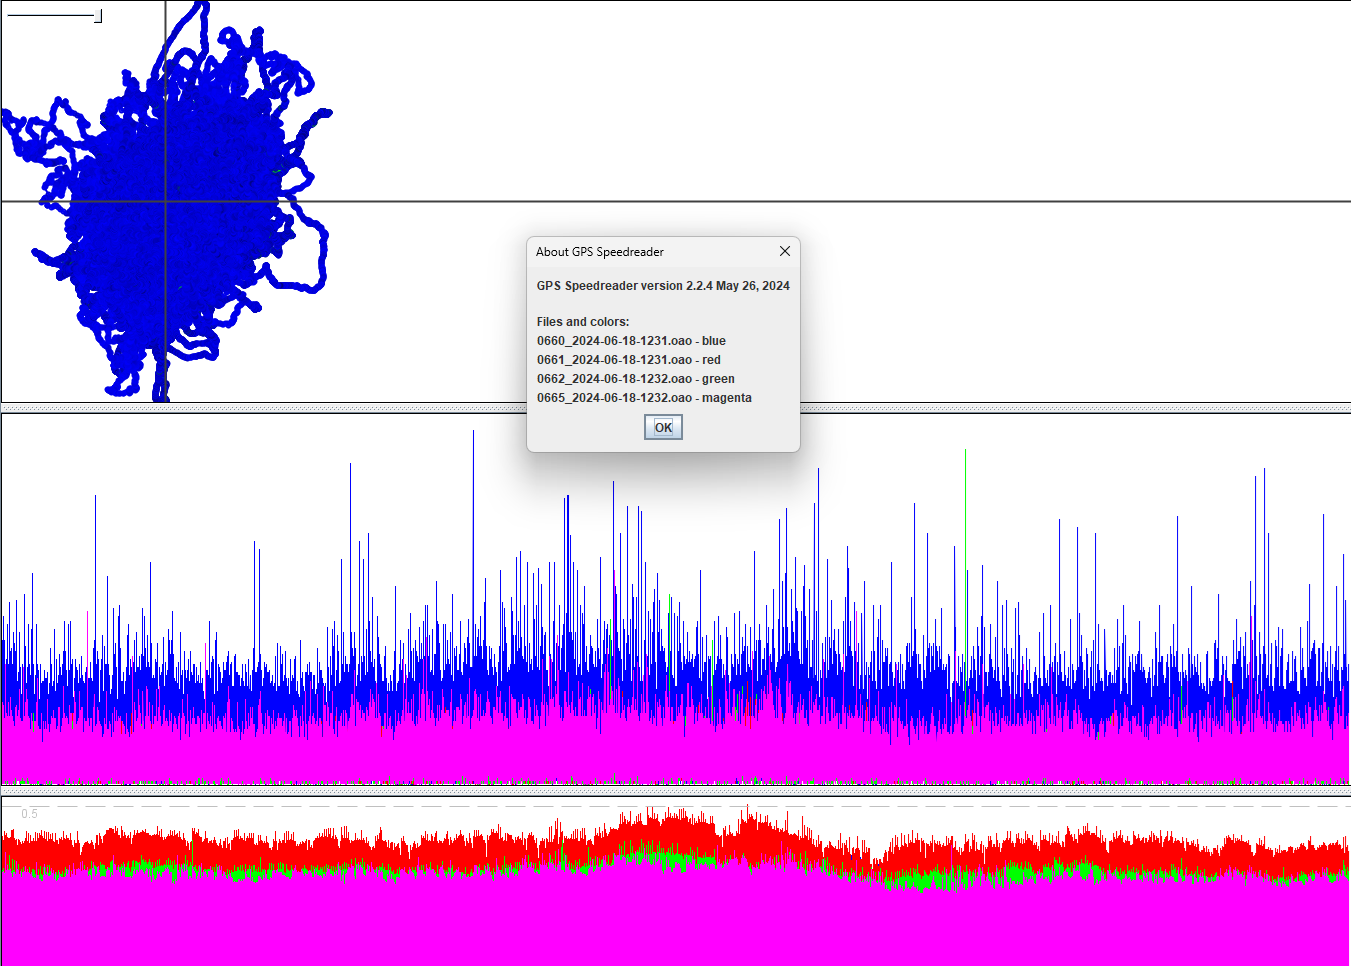 About GPS Speedreader
GPS Speedreader version 2.2.4 May 26, 2024
Files and colors:
0660_2024-06-18-1231.oao - blue
0661_2024-06-18-1231.oao - red
0662_2024-06-18-1232.oao - green
0665_2024-06-18-1232.oao - magenta
OK
0.5